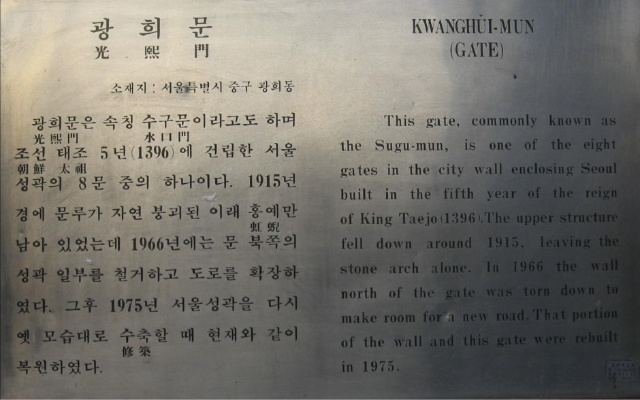 광희문
光熙門
소재지 : 서울특별시 중구 광희동
광희문은 속칭 수구문이라고도 하며
光熙門 水口門
조선 태조 5년(1396)에 건립한 서울
朝鮮 太祖
성곽의 8문 중의 하나이다. 1915년
경에 문루가 자연 붕괴된 이래 홍예만
虹蜺
남아 있었는데 1966년에는 문 북쪽의
성곽 일부를 철거하고 도로를 확장하
였다. 그후 1975년 서울성곽을 다시
옛 모습대로 수축할 때 현재와 같이
修築
복원하였다.
KWANGHŬI-MUN
(GATE)
This gate, commonly known as
the Sugu-mun, is one of the eight
gates in the city wall enclosing Seoul
built in the fifth year of the reign
of King Taejo(1396).The upper structure
fell down around 1915, leaving the
stone arch alone. In 1966 the wall
north of the gate was torn down to
make room for a new road. That portion
of the wall and this gate were rebuilt
in 1975.